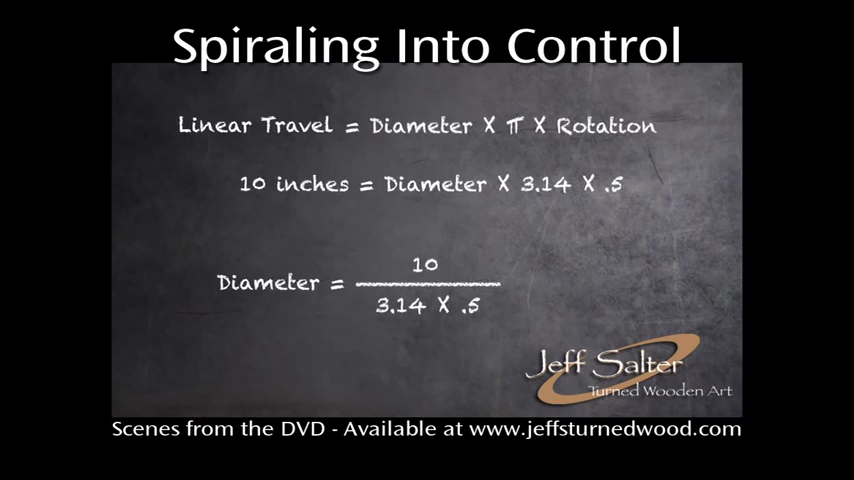 Spiraling Into Control
Linear Travel = Diameter X π X Rotation
10 inches = Diameter X 3.14 X .5
10
Diameter =
3.14 X .5
Jeff Salter
Turned Wooden Art
Scenes from the DVD - Available at www.jeffsturnedwood.com